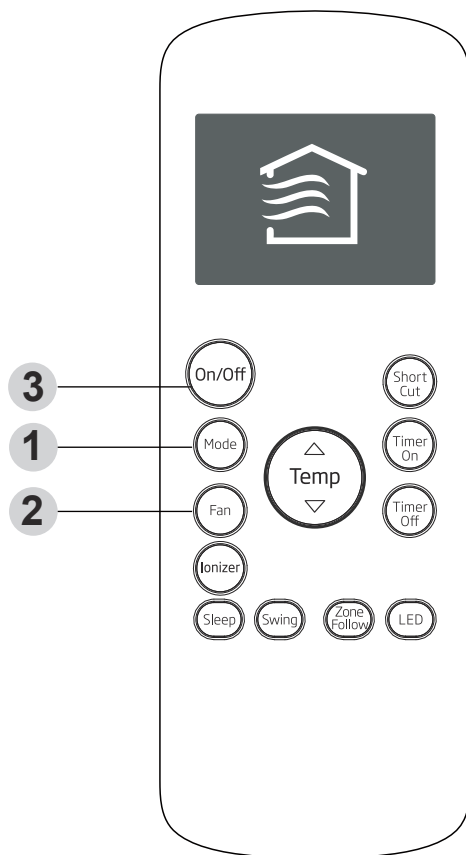 3
On/Off
Short
Cut
1
Mode
Timer
On
Temp
2
Fan
Timer
Off
Ionizer
Sleep
Swing
Zone
Follow
LED